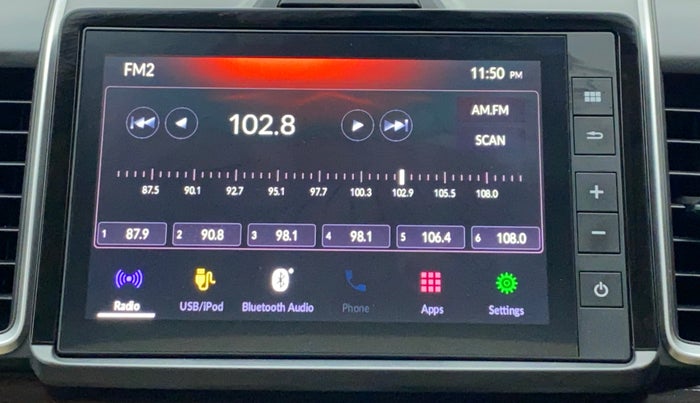 FM2 11:50 PM
102.8
AM.FM
SCAN
87.5 90.1 92.7 95.1 97.7 100.3 102.9 105.5 108.0
1 87.9 2 90.8 3 98.1 4 98.1 5 106.4 6 108.0
Radio USB/iPod Bluetooth Audio Phone Apps Settings